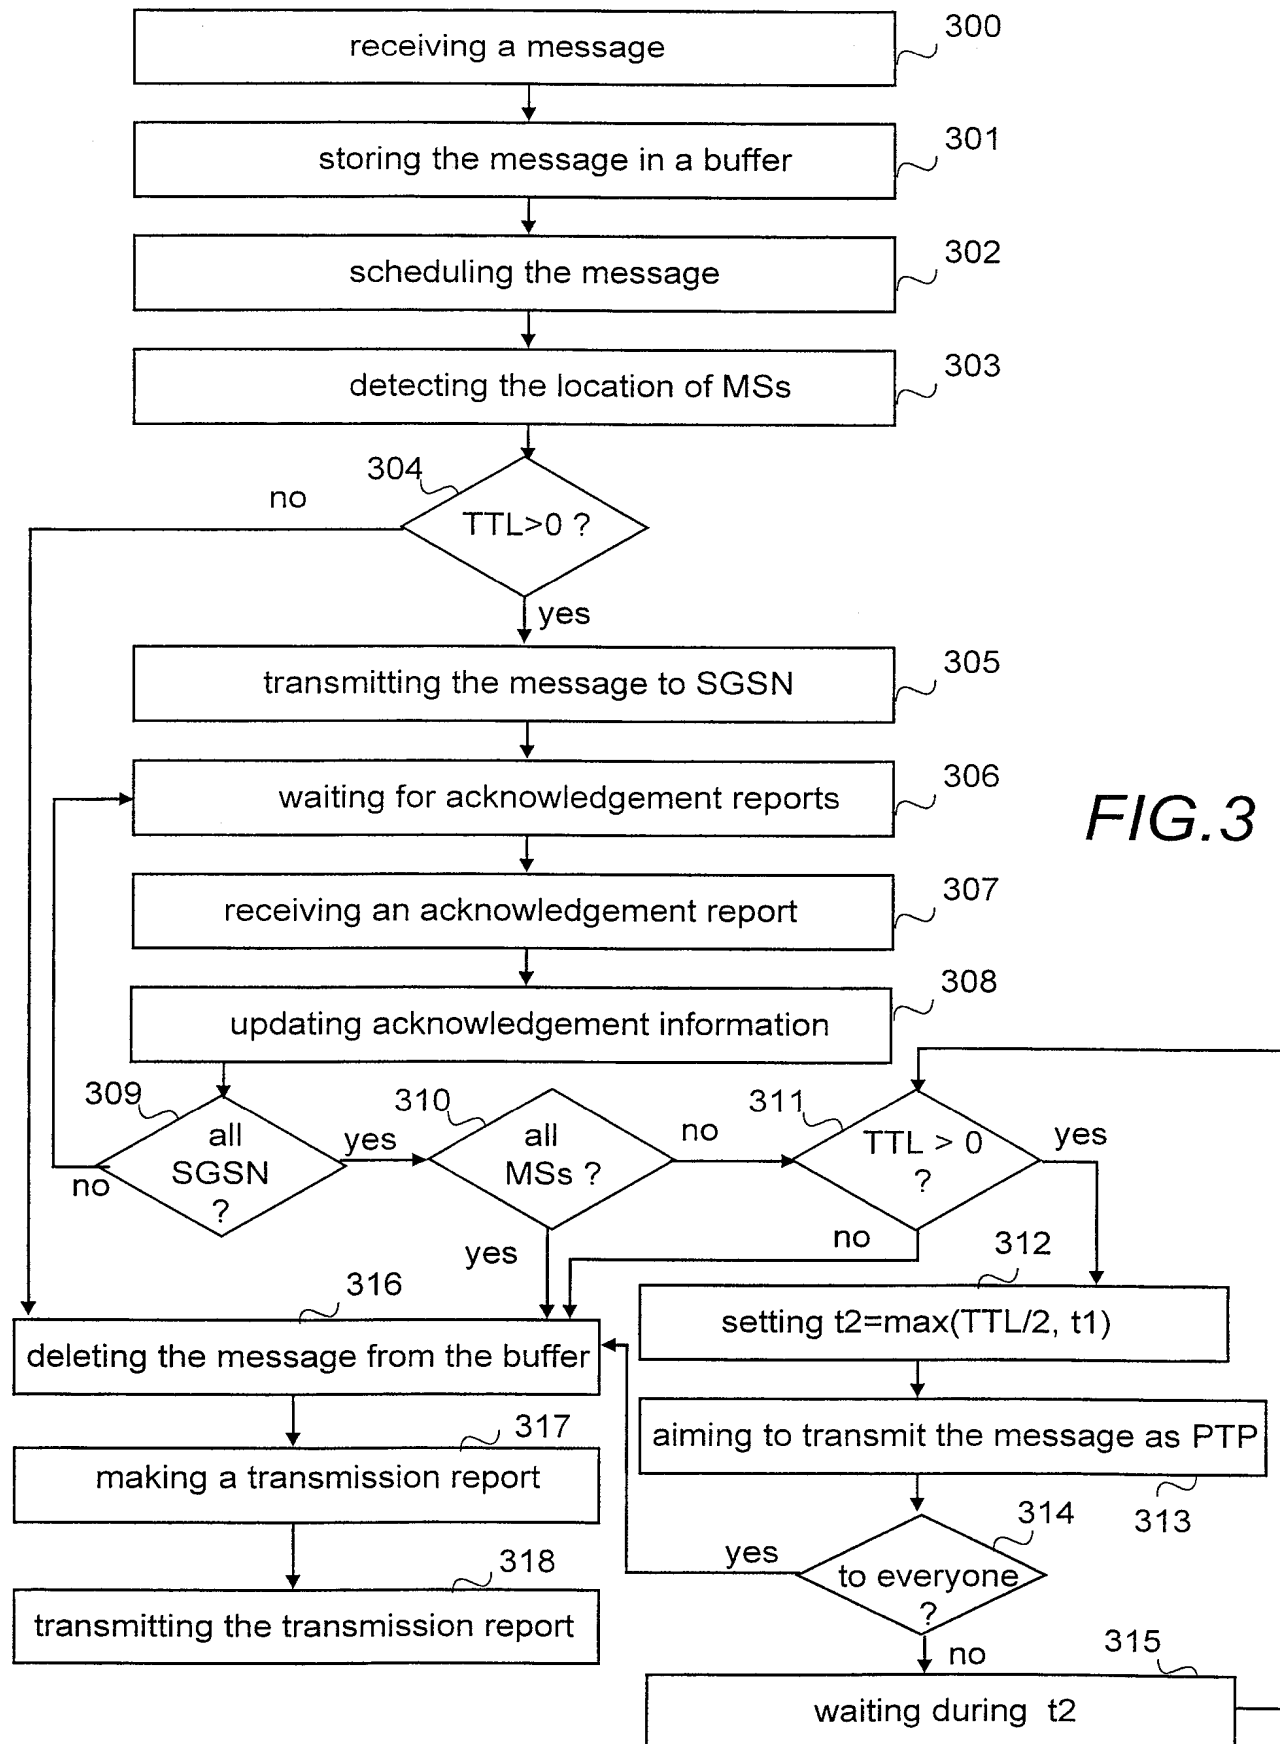 receiving a message
300
storing the message in a buffer
301
scheduling the message
302
detecting the location of MSs
303
304
no
TTL>0 ?
yes
transmitting the message to SGSN
305
waiting for acknowledgement reports
306
FIG.3
receiving an acknowledgement report
307
updating acknowledgement information
308
309
all
SGSN
?
no
yes
310
all
MSs ?
no
yes
311
TTL > 0
?
yes
no
312
setting t2=max(TTL/2, t1)
316
deleting the message from the buffer
aiming to transmit the message as PTP
313
317
making a transmission report
314
to everyone
?
yes
no
318
transmitting the transmission report
315
waiting during t2